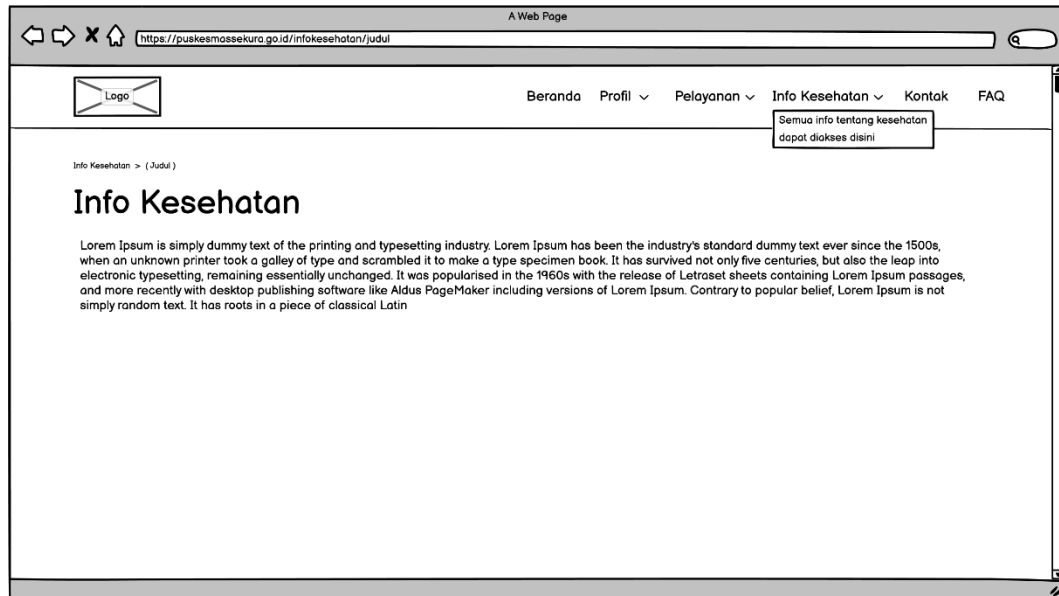 A Web Page
https://puskesmassekura.go.id/infokesehatan/judul
Logo
Beranda Profil Pelayanan Info Kesehatan Kontak FAQ
Semua info tentang kesehatan
dapat diakses disini
Info Kesehatan > (Judul)
Info Kesehatan
Lorem Ipsum is simply dummy text of the printing and typesetting industry. Lorem Ipsum has been the industry's standard dummy text ever since the 1500s,
when an unknown printer took a galley of type and scrambled it to make a type specimen book. It has survived not only five centuries, but also the leap into
electronic typesetting, remaining essentially unchanged. It was popularised in the 1960s with the release of Letraset sheets containing Lorem Ipsum passages,
and more recently with desktop publishing software like Aldus PageMaker including versions of Lorem Ipsum. Contrary to popular belief, Lorem Ipsum is not
simply random text. It has roots in a piece of classical Latin